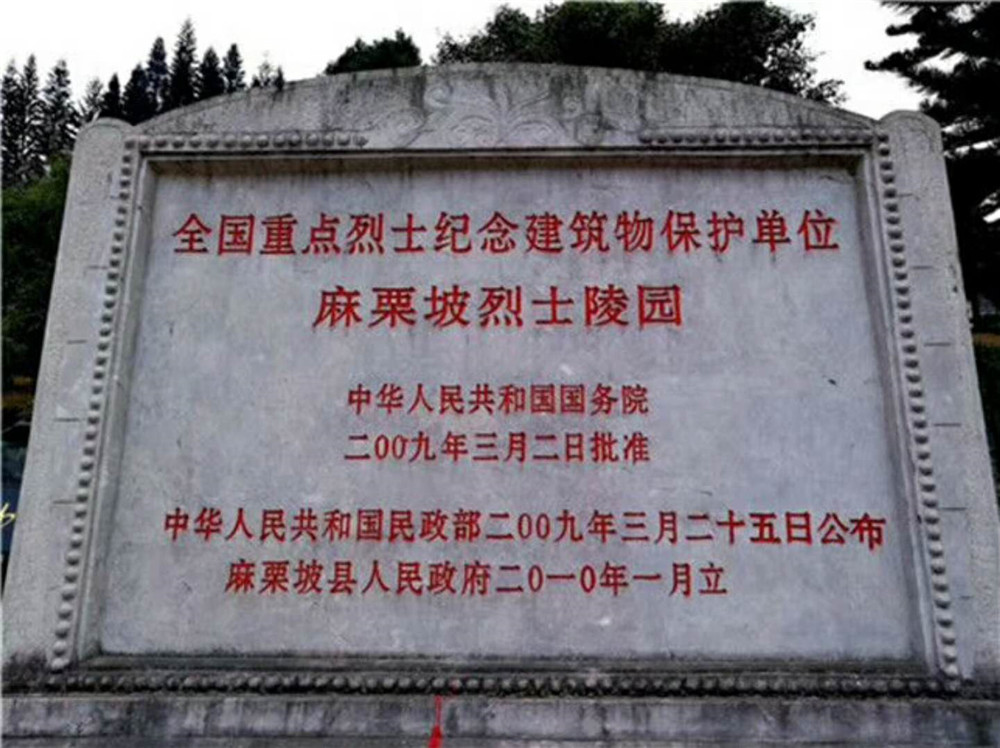 全国重点烈士纪念建筑物保护单位
麻栗坡烈士陵园
中华人民共和国国务院
二00九年三月二日批准
中华人民共和国民政部二00九年三月二十五日公布
麻栗坡县人民政府二0一0年一月立